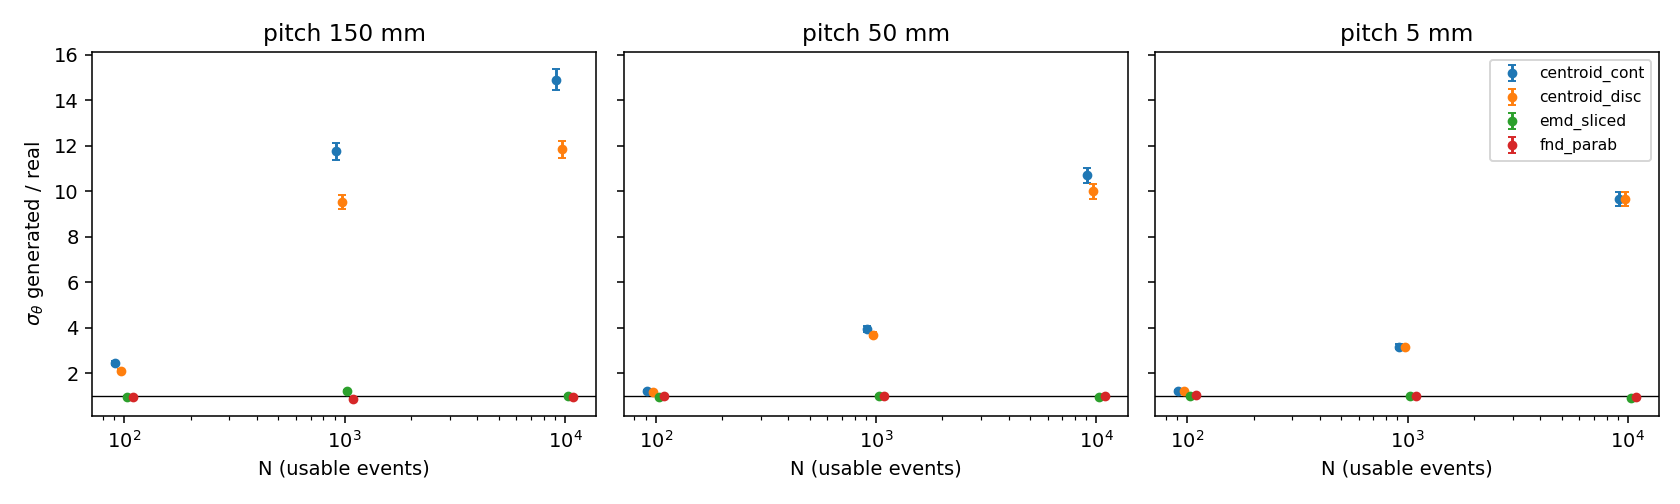 pitch 150 mm
pitch 50 mm
pitch 5 mm
σθ generated / real
16
14
12
10
8
6
4
2
centroid_cont
centroid_disc
emd_sliced
fnd_parab
10²
10³
10⁴
10²
10³
10⁴
10²
10³
10⁴
N (usable events)
N (usable events)
N (usable events)